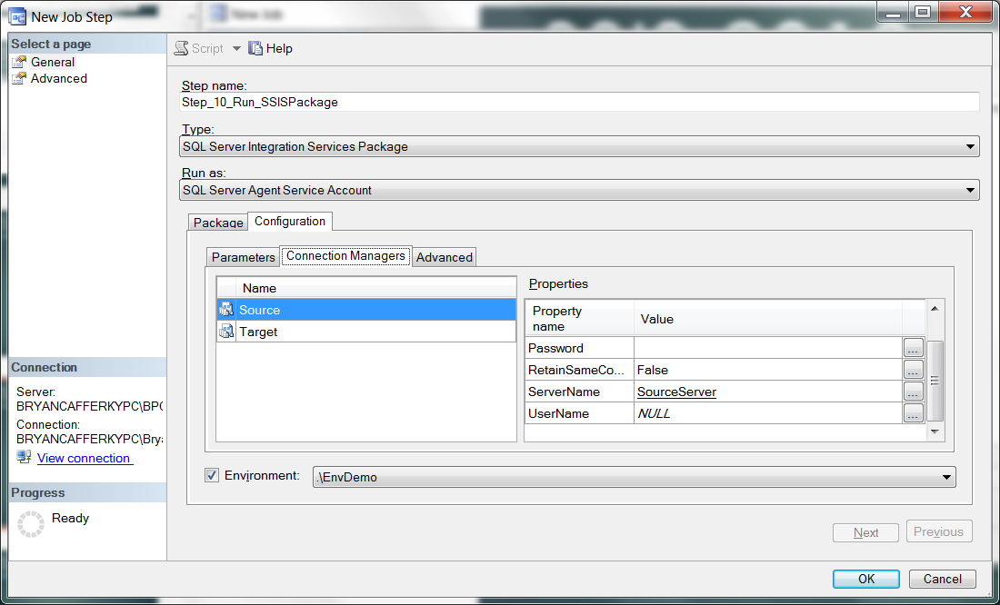 New Job Step
New Job
Select a page
General
Advanced
Script
Help
Step name:
Step_10_Run_SSISPackage
Type:
SQL Server Integration Services Package
Run as:
SQL Server Agent Service Account
Package
Configuration
Parameters
Connection Managers
Advanced
Name
Source
Target
Properties
Property
name
Value
Password
...
RetainSameCo...
False
...
ServerName
SourceServer
...
UserName
NULL
...
Environment:
.\EnvDemo
Connection
Server:
BRYANCAFFERKYPC\BPC
Connection:
BRYANCAFFERKYPC\Brya
View connection
Progress
Ready
Next
Previous
OK
Cancel